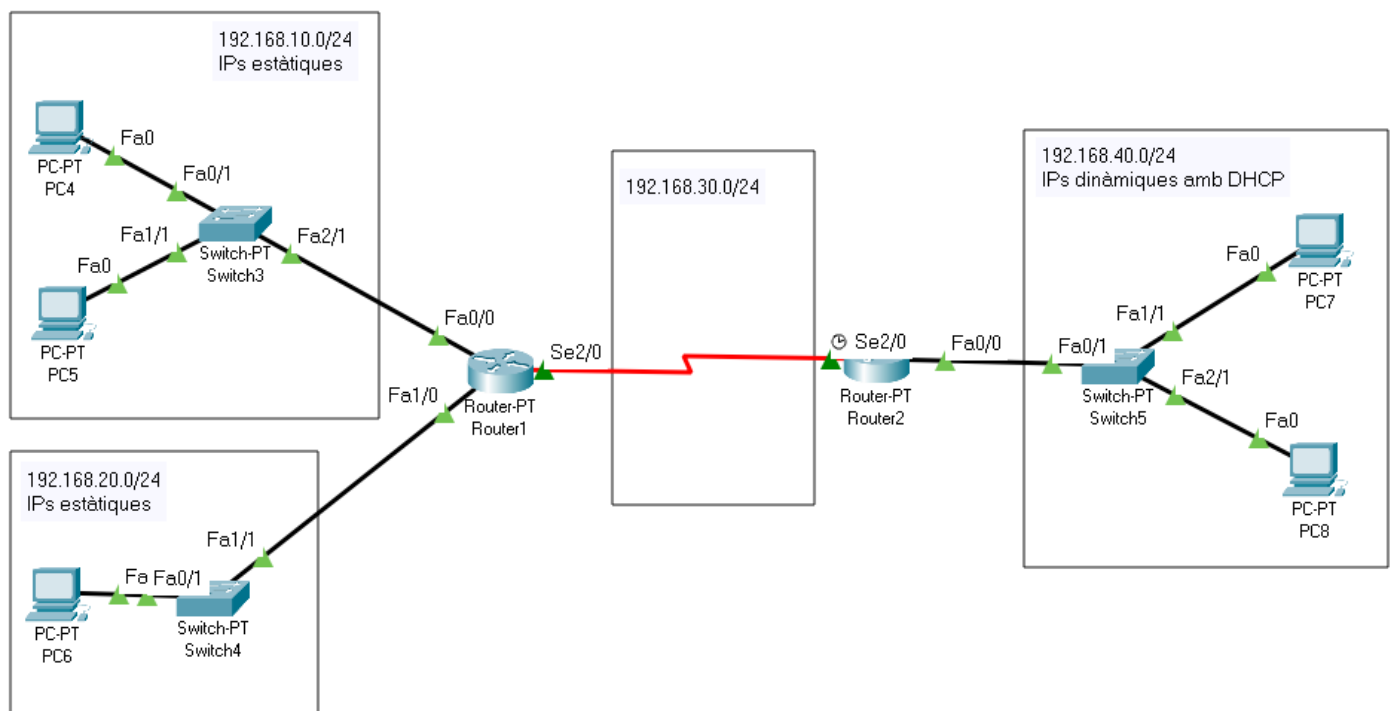 192.168.10.0/24
IPs estàtiques
Fa0
PC-PT
PC4
Fa0/1
Fa1/1
Fa0
PC-PT
PC5
Switch-PT
Switch3
Fa2/1
Fa0/0
Fa1/0
Router-PT
Router1
Se2/0
192.168.20.0/24
IPs estàtiques
Fa1/1
Fa
Fa0/1
PC-PT
PC6
Switch-PT
Switch4
192.168.30.0/24
Se2/0
Fa0/0
Router-PT
Router2
192.168.40.0/24
IPs dinàmiques amb DHCP
Fa0/1
Fa1/1
Fa0
PC-PT
PC7
Switch-PT
Switch5
Fa2/1
Fa0
PC-PT
PC8